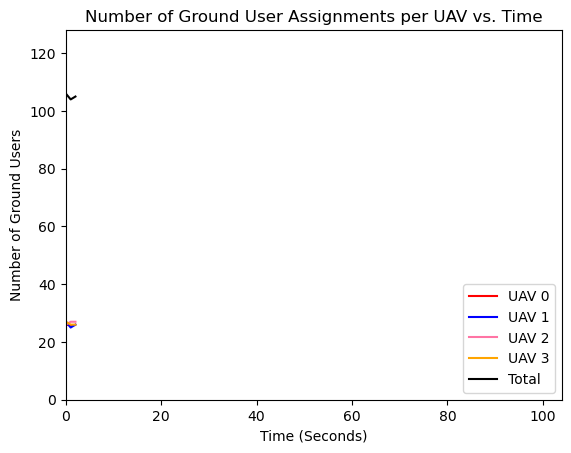 Number of Ground User Assignments per UAV vs. Time
Number of Ground Users
120
100
80
60
40
20
0
0 20 40 60 80 100
Time (Seconds)
UAV 0
UAV 1
UAV 2
UAV 3
Total